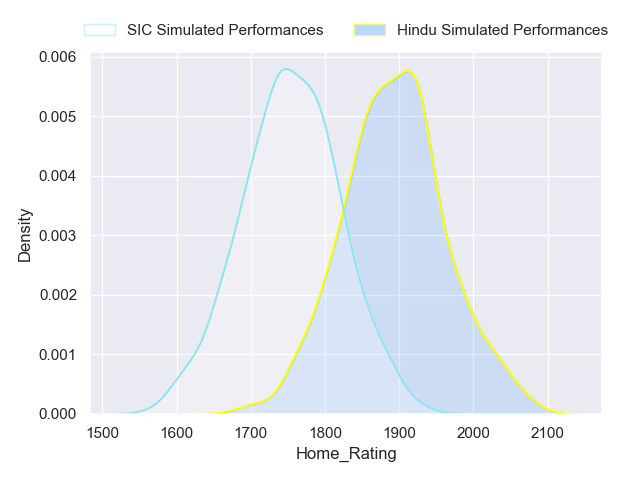 SIC Simulated Performances
Hindu Simulated Performances
0.006
0.005
0.004
0.003
0.002
0.001
0.000
Density
1500 1600 1700 1800 1900 2000 2100
Home_Rating